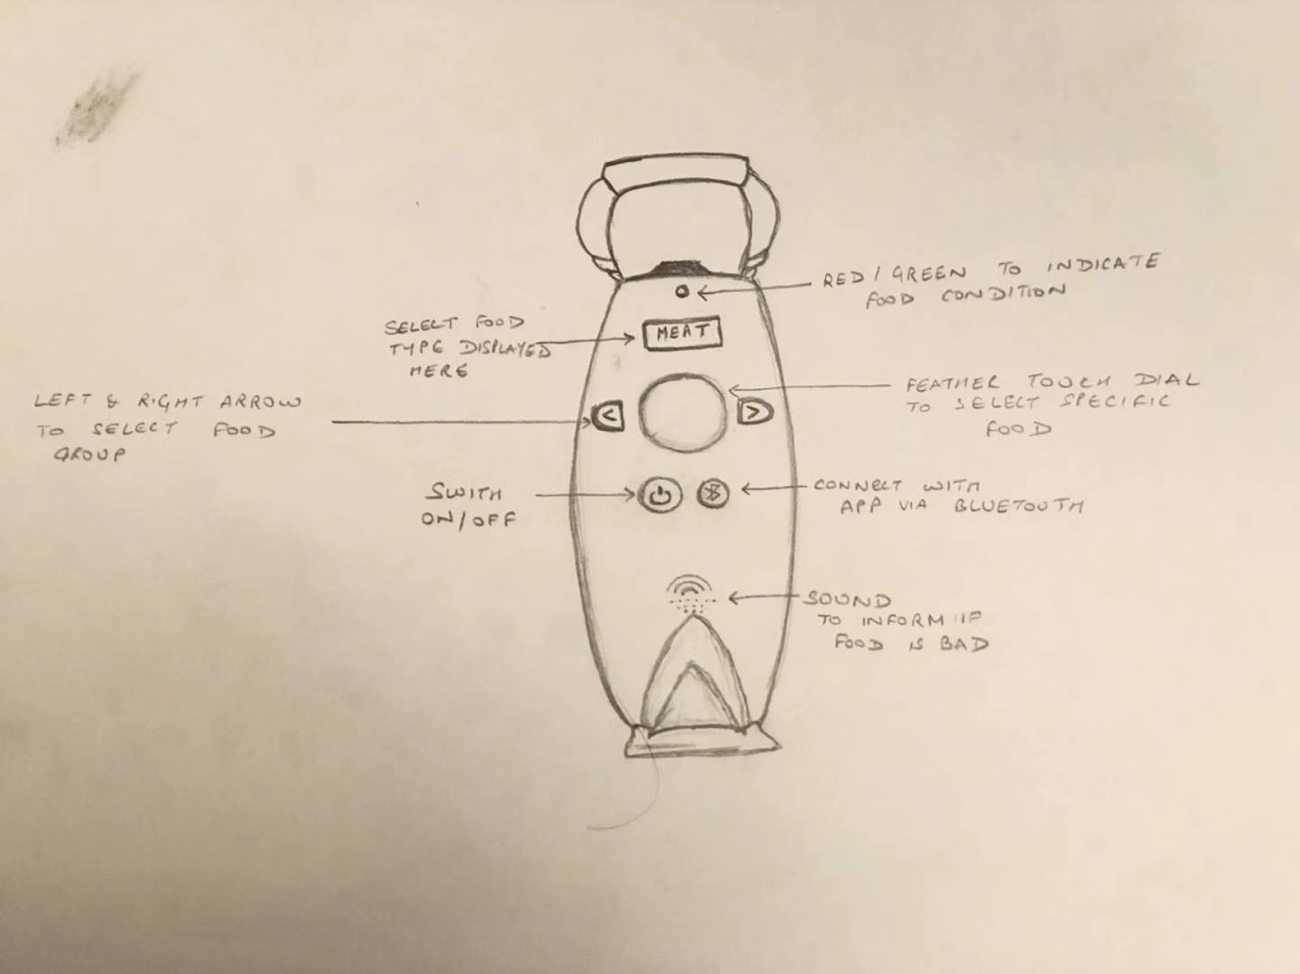 RED / GREEN TO INDICATE
FOOD CONDITION
SELECT FOOD
TYPE DISPLAYED
HERE
MEAT
FEATHER TOUCH DIAL
TO SELECT SPECIFIC
FOOD
LEFT & RIGHT ARROW
TO SELECT FOOD
GROUP
< >
SWITH
ON/OFF
CONNECT WITH
APP VIA BLUETOUTH
SOUND
TO INFORM IF
FOOD IS BAD